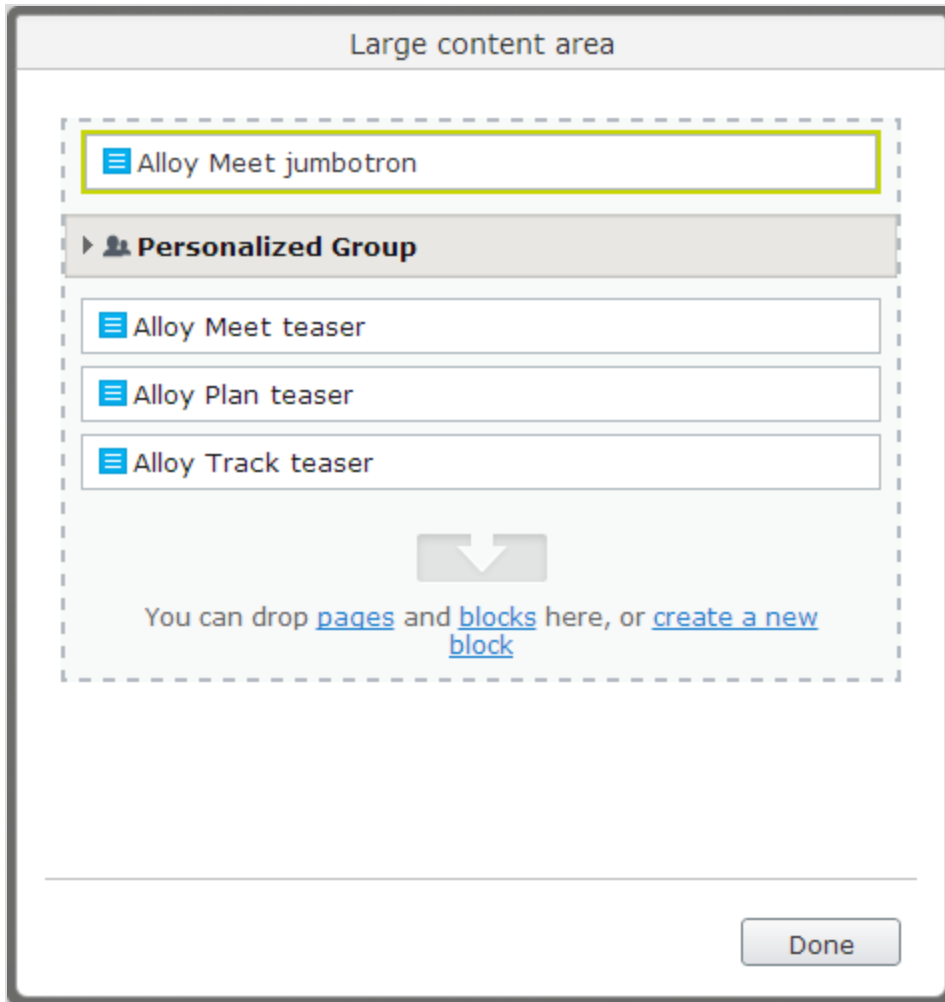 Large content area
Alloy Meet jumbotron
Personalized Group
Alloy Meet teaser
Alloy Plan teaser
Alloy Track teaser
You can drop pages and blocks here, or create a new
block
Done